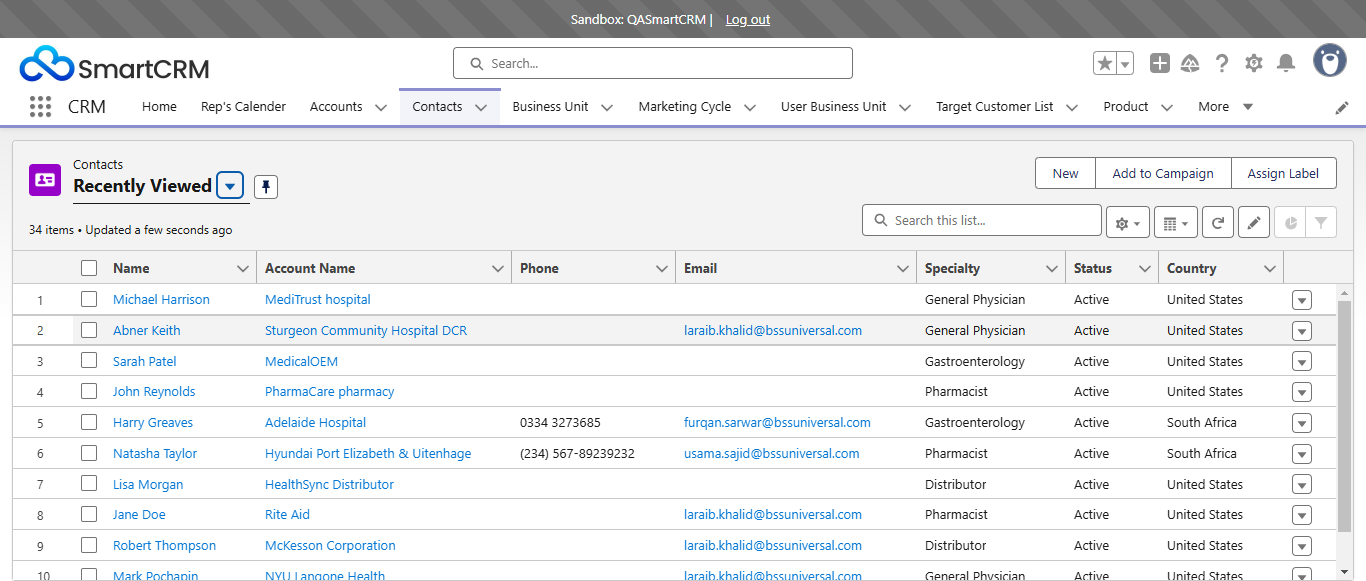 Sandbox: QASmartCRM | Log out
SmartCRM
Search...
CRM Home Rep's Calender Accounts Contacts Business Unit Marketing Cycle User Business Unit Target Customer List Product More
Contacts
Recently Viewed
New Add to Campaign Assign Label
34 items • Updated a few seconds ago
Search this list...
Name Account Name Phone Email Specialty Status Country
1 Michael Harrison MediTrust hospital General Physician Active United States
2 Abner Keith Sturgeon Community Hospital DCR laraib.khalid@bssuniversal.com General Physician Active United States
3 Sarah Patel MedicalOEM Gastroenterology Active United States
4 John Reynolds PharmaCare pharmacy Pharmacist Active United States
5 Harry Greaves Adelaide Hospital 0334 3273685 furqan.sarwar@bssuniversal.com Gastroenterology Active South Africa
6 Natasha Taylor Hyundai Port Elizabeth & Uitenhage (234) 567-89239232 usama.sajid@bssuniversal.com Pharmacist Active South Africa
7 Lisa Morgan HealthSync Distributor Distributor Active United States
8 Jane Doe Rite Aid laraib.khalid@bssuniversal.com Pharmacist Active United States
9 Robert Thompson McKesson Corporation laraib.khalid@bssuniversal.com Distributor Active United States
10 Mark Pochapin NYU Langone Health laraib.khalid@bssuniversal.com General Physician Active United States